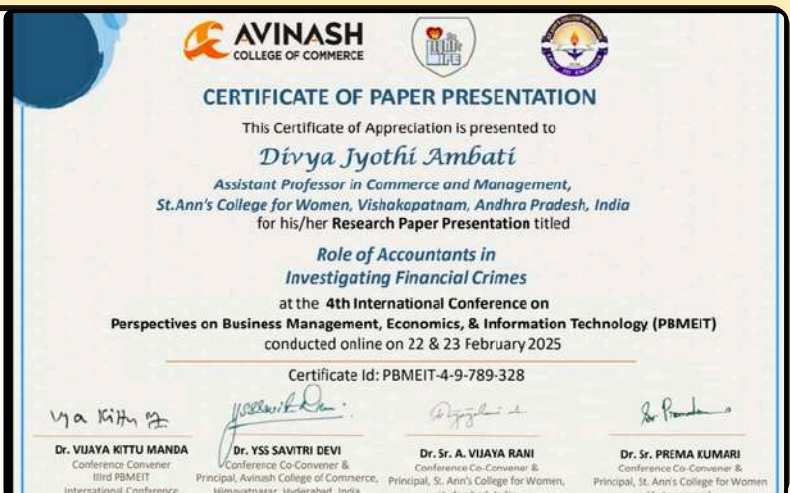 AVINASH
COLLEGE OF COMMERCE
CERTIFICATE OF PAPER PRESENTATION
This Certificate of Appreciation is presented to
Divya Jyothi Ambati
Assistant Professor in Commerce and Management,
St.Ann's College for Women, Vishakopatnam, Andhra Pradesh, India
for his/her Research Paper Presentation titled
Role of Accountants in
Investigating Financial Crimes
at the 4th International Conference on
Perspectives on Business Management, Economics, & Information Technology (PBMEIT)
conducted online on 22 & 23 February 2025
Certificate Id: PBMEIT-4-9-789-328
Dr. VIJAYA KITTU MANDA
Conference Convener
IIIrd PBMEIT
International Conference
Dr. YSS SAVITRI DEVI
Conference Co-Convener &
Principal, Avinash College of Commerce,
Himayatnagar, Hyderabad, India
Dr. Sr. A. VIJAYA RANI
Conference Co-Convener &
Principal, St. Ann's College for Women,
Dr. Sr. PREMA KUMARI
Conference Co-Convener &
Principal, St. Ann's College for Women